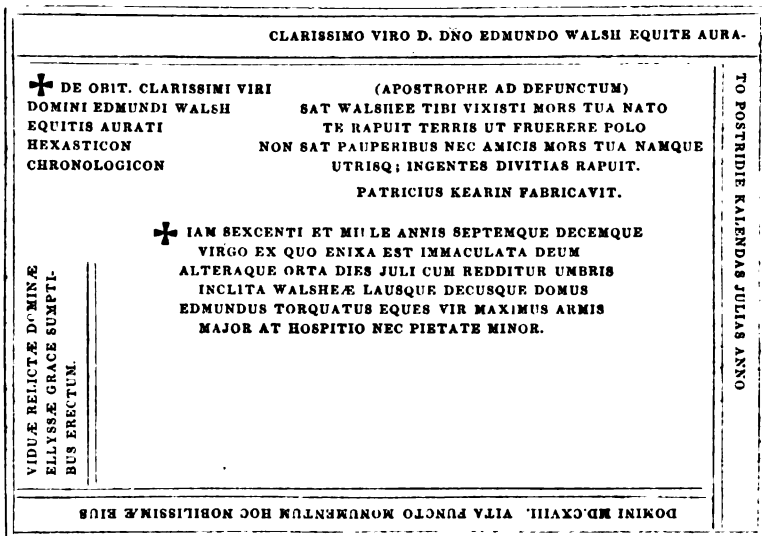 CLARISSIMO VIRO D. DÑO EDMUNDO WALSH EQUITE AURA-
TO POSTRIDIE KALENDAS JULIAS ANNO
DOMINI MD.CXVIII. VITA FUNCTO MONUMENTUM HOC NOBILISSIMÆ EIUS
VIDUÆ RELICTÆ DOMINÆ
ELLYSSÆ GRACE SUMPTI-
BUS ERECTUM.
✠ DE OBIT. CLARISSIMI VIRI
DOMINI EDMUNDI WALSH
EQUITIS AURATI
HEXASTICON
CHRONOLOGICON
(APOSTROPHE AD DEFUNCTUM)
SAT WALSHEE TIBI VIXISTI MORS TUA NATO
TE RAPUIT TERRIS UT FRUERERE POLO
NON SAT PAUPERIBUS NEC AMICIS MORS TUA NAMQUE
UTRISQ; INGENTES DIVITIAS RAPUIT.
PATRICIUS KEARIN FABRICAVIT.
✠ IAM SEXCENTI ET MILLE ANNIS SEPTEMQUE DECEMQUE
VIRGO EX QUO ENIXA EST IMMACULATA DEUM
ALTERAQUE ORTA DIES JULI CUM REDDITUR UMBRIS
INCLITA WALSHEÆ LAUSQUE DECUSQUE DOMUS
EDMUNDUS TORQUATUS EQUES VIR MAXIMUS ARMIS
MAJOR AT HOSPITIO NEC PIETATE MINOR.